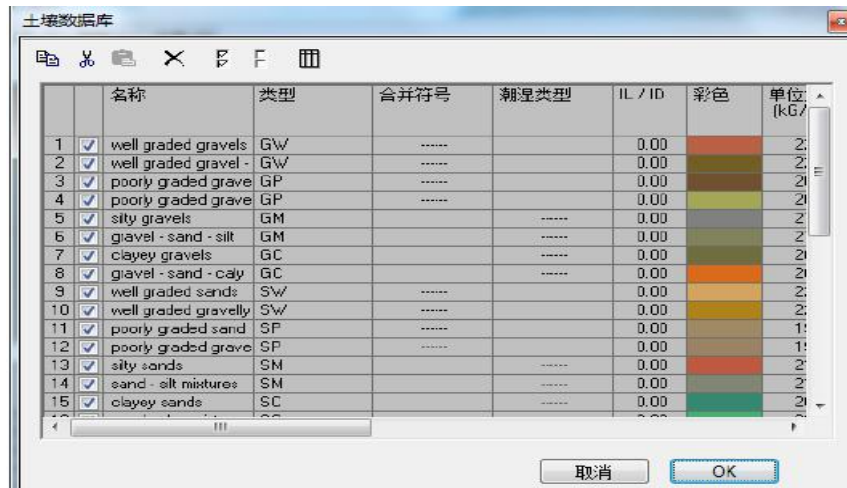 土壤数据库
名称 类型 合并符号 潮湿类型 IL / ID 彩色 单位
(kG/
1 well graded gravels GW ------ 0.00
2 well graded gravel - GW ------ 0.00
3 poorly graded grave GP ------ 0.00
4 poorly graded grave GP ------ 0.00
5 silty gravels GM ------ 0.00
6 gravel - sand - silt GM ------ 0.00
7 clayey gravels GC ------ 0.00
8 gravel - sand - caly GC ------ 0.00
9 well graded sands SW ------ 0.00
10 well graded gravelly SW ------ 0.00
11 poorly graded sand SP ------ 0.00
12 poorly graded grave SP ------ 0.00
13 silty sands SM ------ 0.00
14 sand - silt mixtures SM ------ 0.00
15 clayey sands SC ------ 0.00
取消 OK